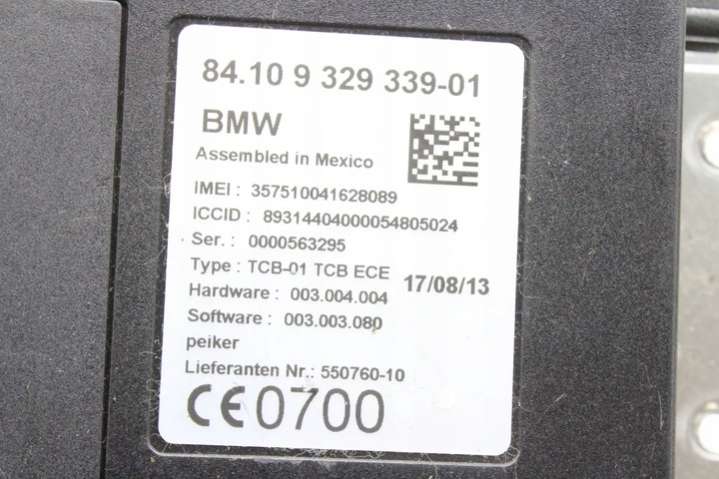 84.10 9 329 339-01
BMW
Assembled in Mexico
IMEI : 357510041628089
ICCID : 89314404000054805024
Ser. : 0000563295
Type : TCB-01 TCB ECE 17/08/13
Hardware : 003.004.004
Software : 003.003.080
peiker
Lieferanten Nr.: 550760-10
CE0700